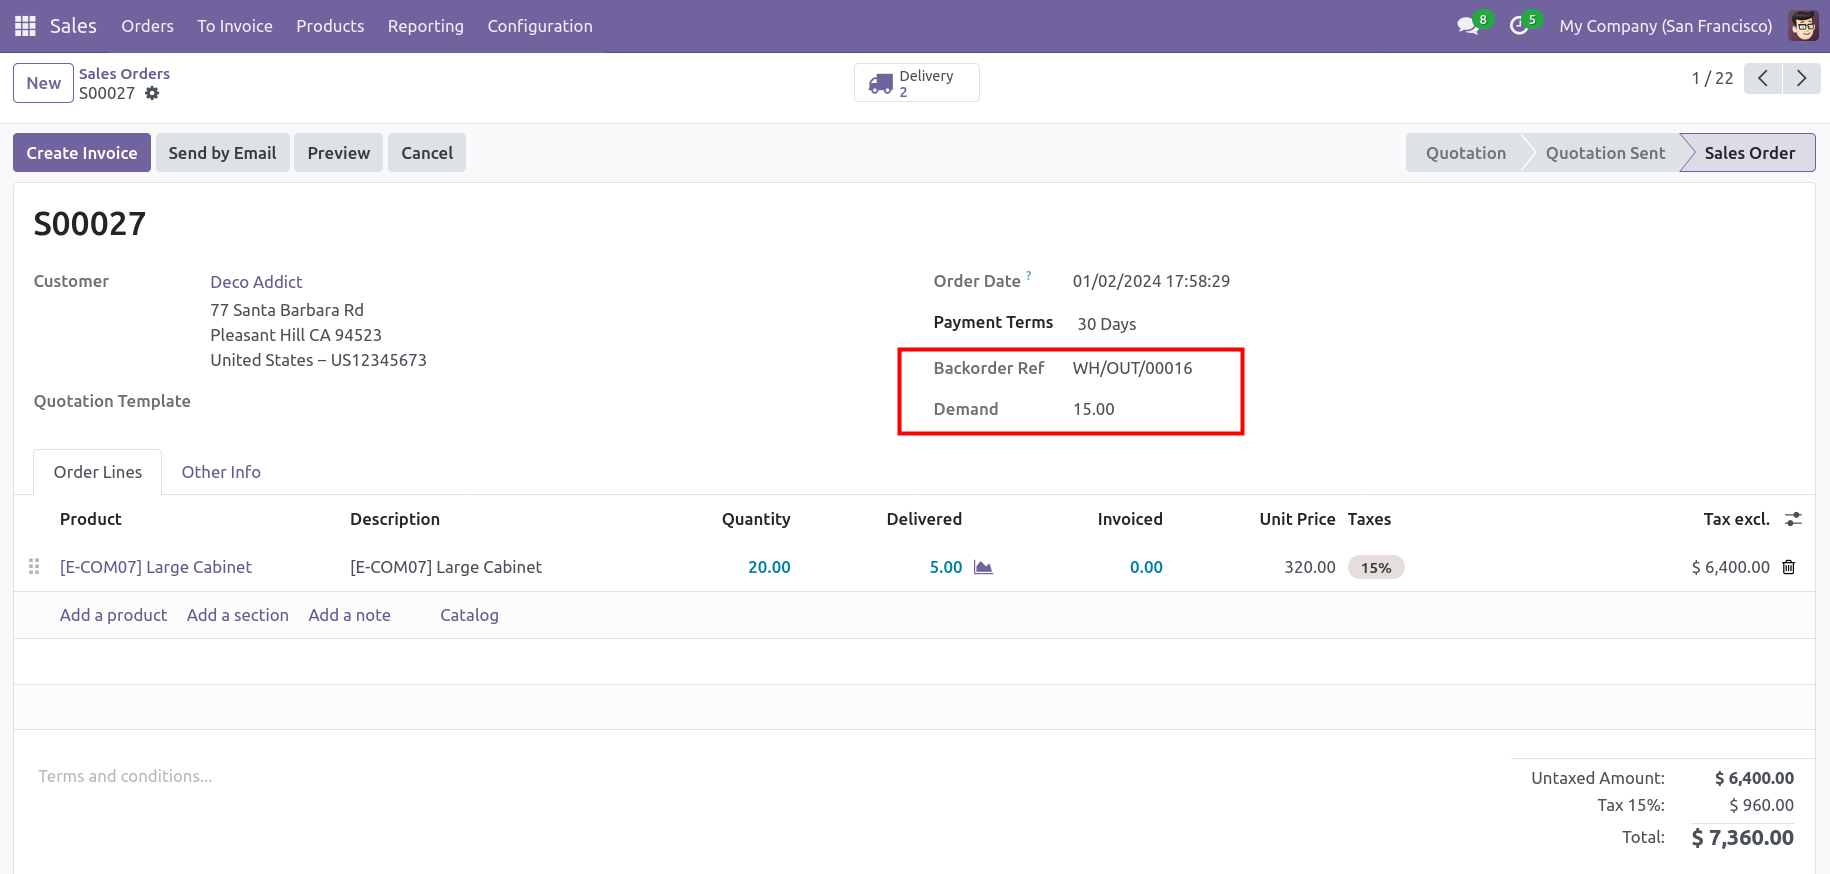 Sales Orders To Invoice Products Reporting Configuration 8 5 My Company (San Francisco)
New Sales Orders
S00027
Delivery
2
1 / 22
Create Invoice Send by Email Preview Cancel Quotation Quotation Sent Sales Order
S00027
Customer Deco Addict
77 Santa Barbara Rd
Pleasant Hill CA 94523
United States – US12345673
Quotation Template
Order Date ? 01/02/2024 17:58:29
Payment Terms 30 Days
Backorder Ref WH/OUT/00016
Demand 15.00
Order Lines Other Info
Product Description Quantity Delivered Invoiced Unit Price Taxes Tax excl.
[E-COM07] Large Cabinet [E-COM07] Large Cabinet 20.00 5.00 0.00 320.00 15% $ 6,400.00
Add a product Add a section Add a note Catalog
Terms and conditions...
Untaxed Amount: $ 6,400.00
Tax 15%: $ 960.00
Total: $ 7,360.00